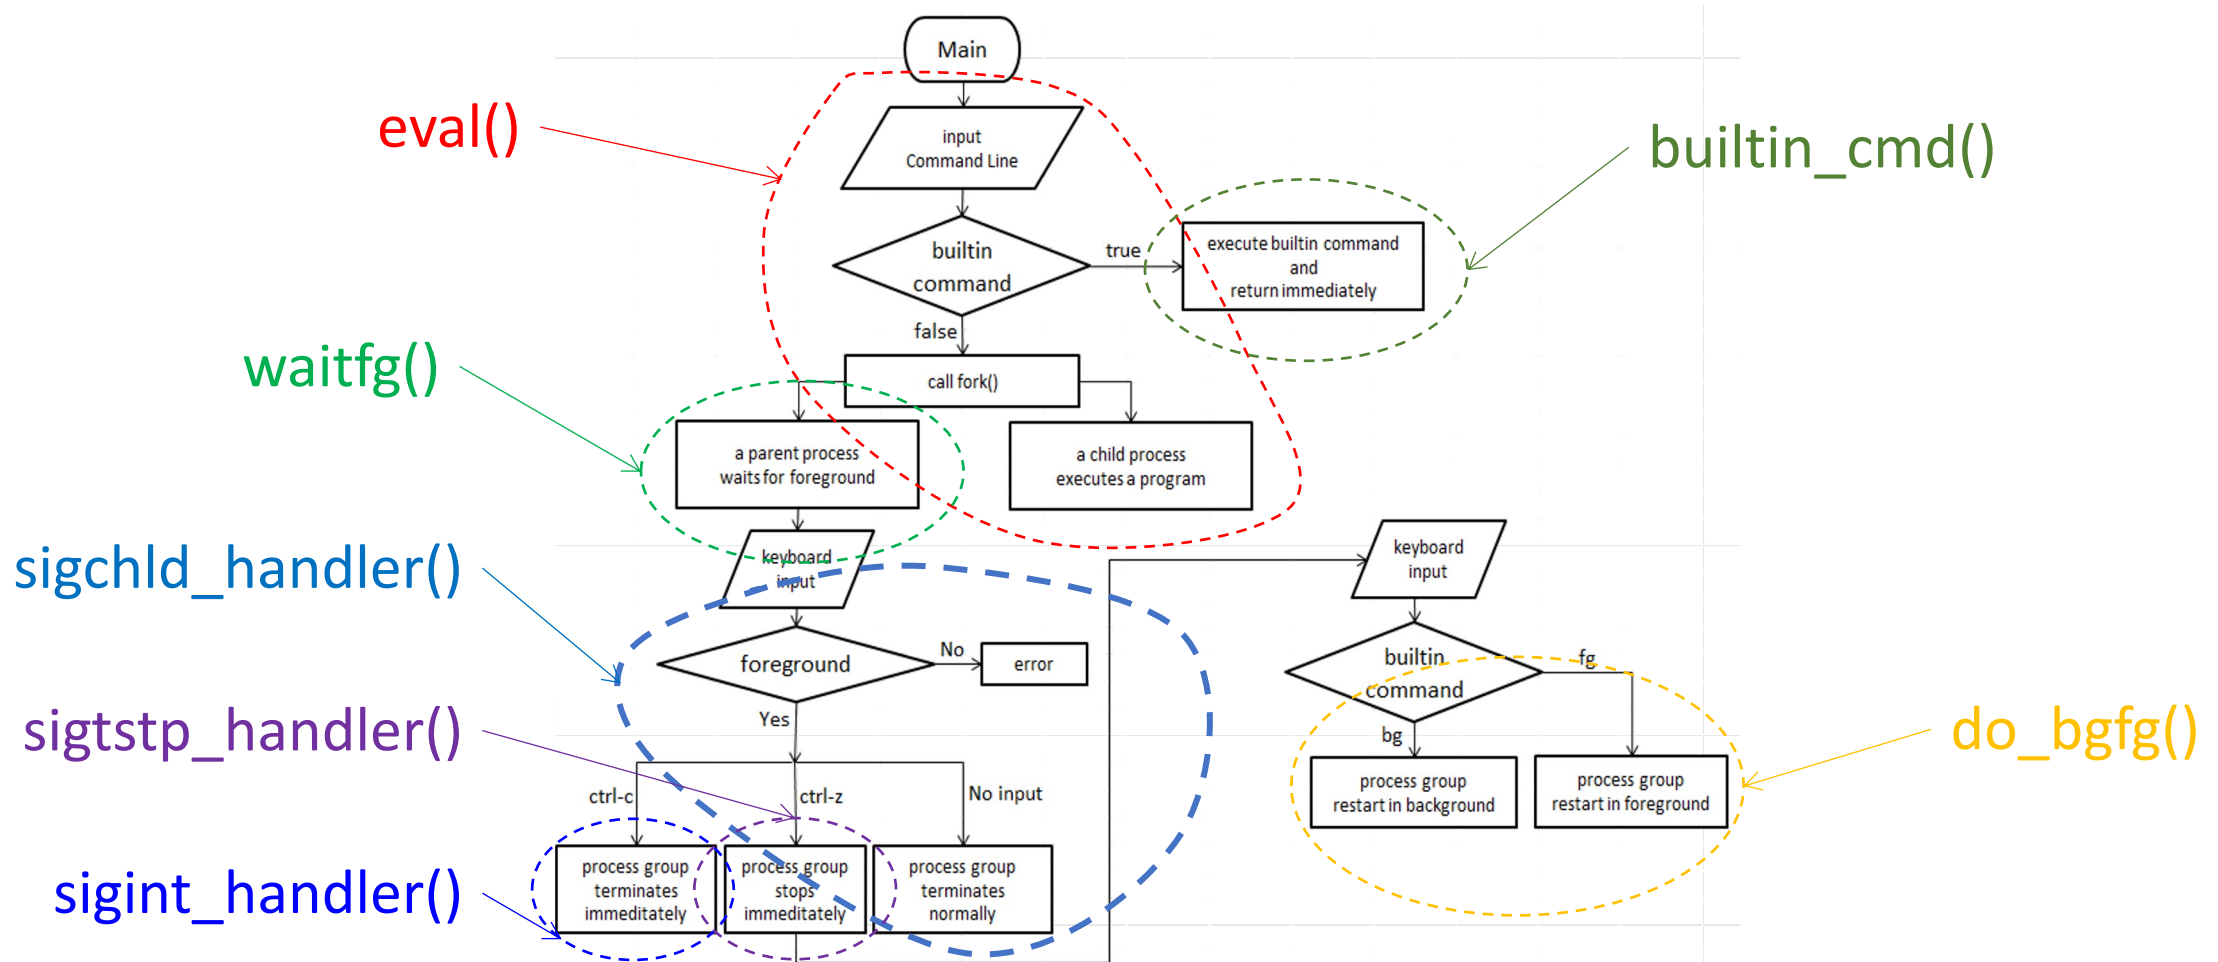 Main
eval()
input
Command Line
builtin_cmd()
builtin
command
true
execute builtin command
and
return immediately
false
waitfg()
call fork()
a parent process
waits for foreground
a child process
executes a program
sigchld_handler()
keyboard
input
keyboard
input
foreground
No
error
builtin
command
fg
Yes
bg
sigtstp_handler()
do_bgfg()
ctrl-c
ctrl-z
No input
process group
restart in background
process group
restart in foreground
sigint_handler()
process group
terminates
immeditately
process group
stops
immeditately
process group
terminates
normally